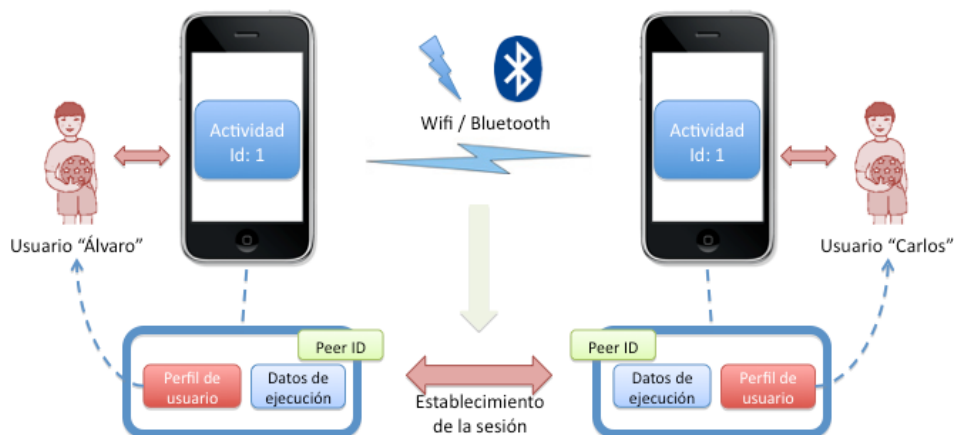 Actividad
Id: 1
Wifi / Bluetooth
Actividad
Id: 1
Usuario “Álvaro”
Usuario “Carlos”
Peer ID
Perfil de
usuario
Datos de
ejecución
Establecimiento
de la sesión
Peer ID
Datos de
ejecución
Perfil de
usuario